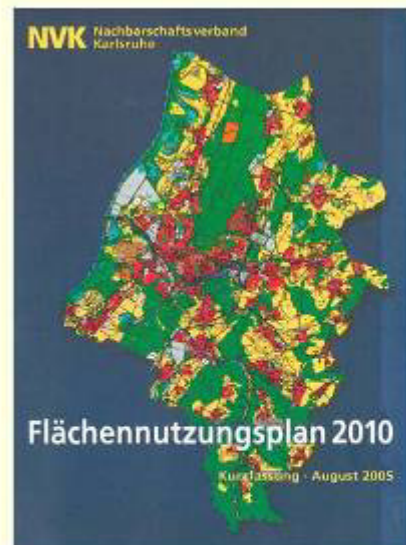 NVK Nachbarschaftsverband
Karlsruhe
Flächennutzungsplan 2010
Kurzfassung - August 2005